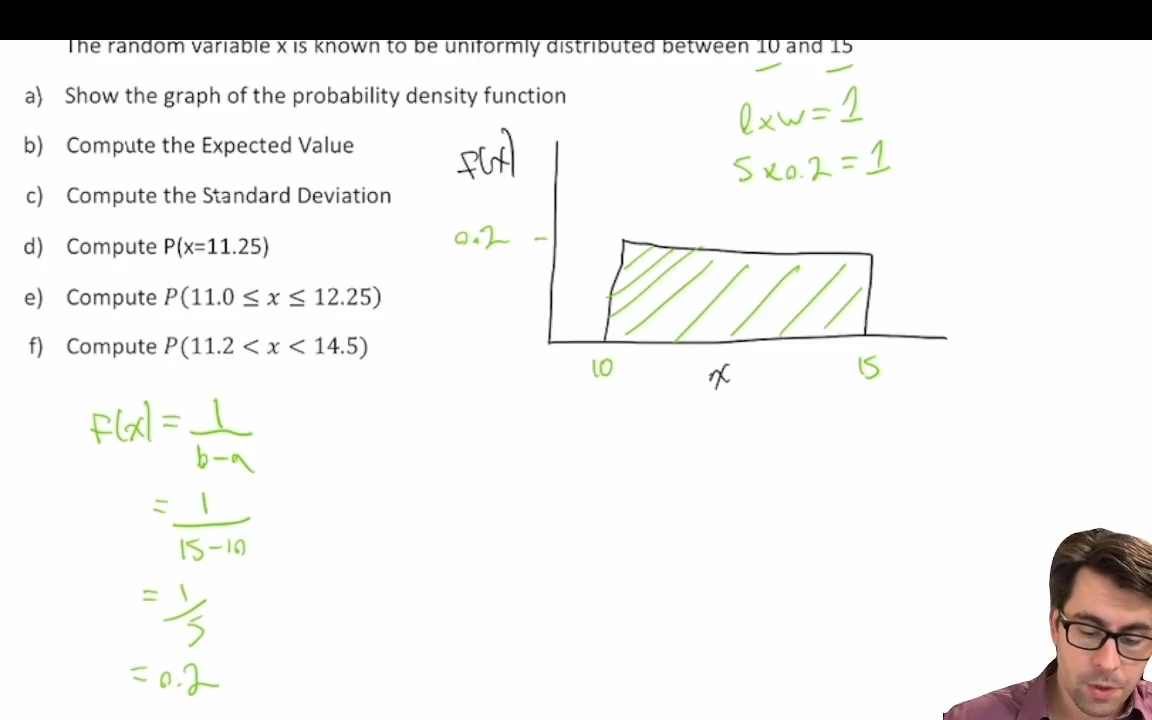 The random variable x is known to be uniformly distributed between 10 and 15
a) Show the graph of the probability density function
b) Compute the Expected Value
c) Compute the Standard Deviation
d) Compute P(x=11.25)
e) Compute P(11.0 ≤ x ≤ 12.25)
f) Compute P(11.2 < x < 14.5)
l x w = 1
5 x 0.2 = 1
f(x)
0.2
10
x
15
f(x) = 1
b-a
= 1
15-10
= 1/5
= 0.2